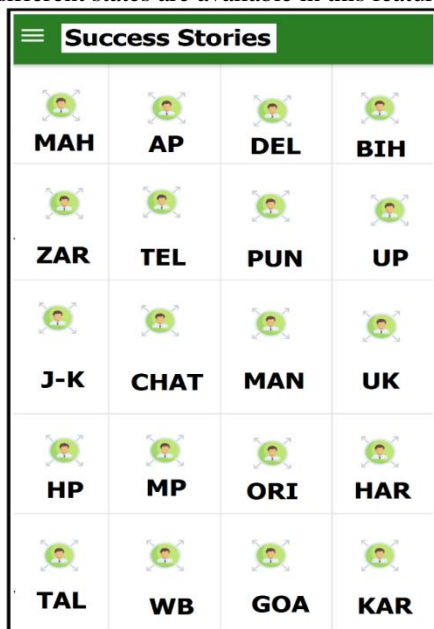 Success Stories
MAH AP DEL BIH
ZAR TEL PUN UP
J-K CHAT MAN UK
HP MP ORI HAR
TAL WB GOA KAR